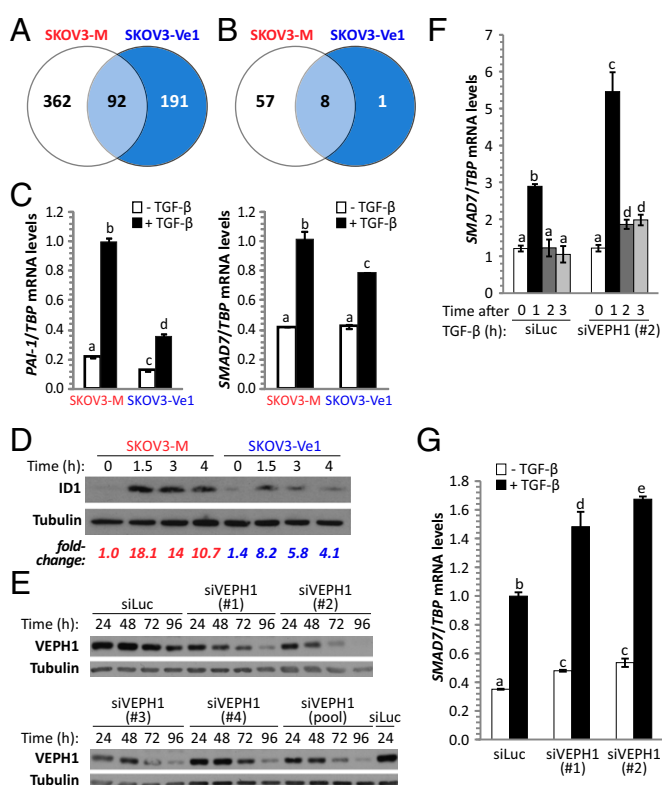 A
SKOV3-M SKOV3-Ve1
362 92 191
B
SKOV3-M SKOV3-Ve1
57 8 1
C
PAI-1/TBP mRNA levels
1.2
1.0
0.8
0.6
0.4
0.2
0.0
- TGF-β
+ TGF-β
a b c d
SKOV3-M SKOV3-Ve1
SMAD7/TBP mRNA levels
1.2
1.0
0.8
0.6
0.4
0.2
0.0
- TGF-β
+ TGF-β
a b a c
SKOV3-M SKOV3-Ve1
D
SKOV3-M SKOV3-Ve1
Time (h): 0 1.5 3 4 0 1.5 3 4
ID1
Tubulin
fold-
change: 1.0 18.1 14 10.7 1.4 8.2 5.8 4.1
E
siLuc siVEPH1 (#1) siVEPH1 (#2)
Time (h): 24 48 72 96 24 48 72 96 24 48 72 96
VEPH1
Tubulin
siVEPH1 (#3) siVEPH1 (#4) siVEPH1 (pool) siLuc
Time (h): 24 48 72 96 24 48 72 96 24 48 72 96 24
VEPH1
Tubulin
F
SMAD7/TBP mRNA levels
7
6
5
4
3
2
1
0
a b a a a c d d
Time after 0 1 2 3 0 1 2 3
TGF-β (h): siLuc siVEPH1 (#2)
G
SMAD7/TBP mRNA levels
1.8
1.6
1.4
1.2
1.0
0.8
0.6
0.4
0.2
0.0
- TGF-β
+ TGF-β
a b c d c e
siLuc siVEPH1 siVEPH1
(#1) (#2)